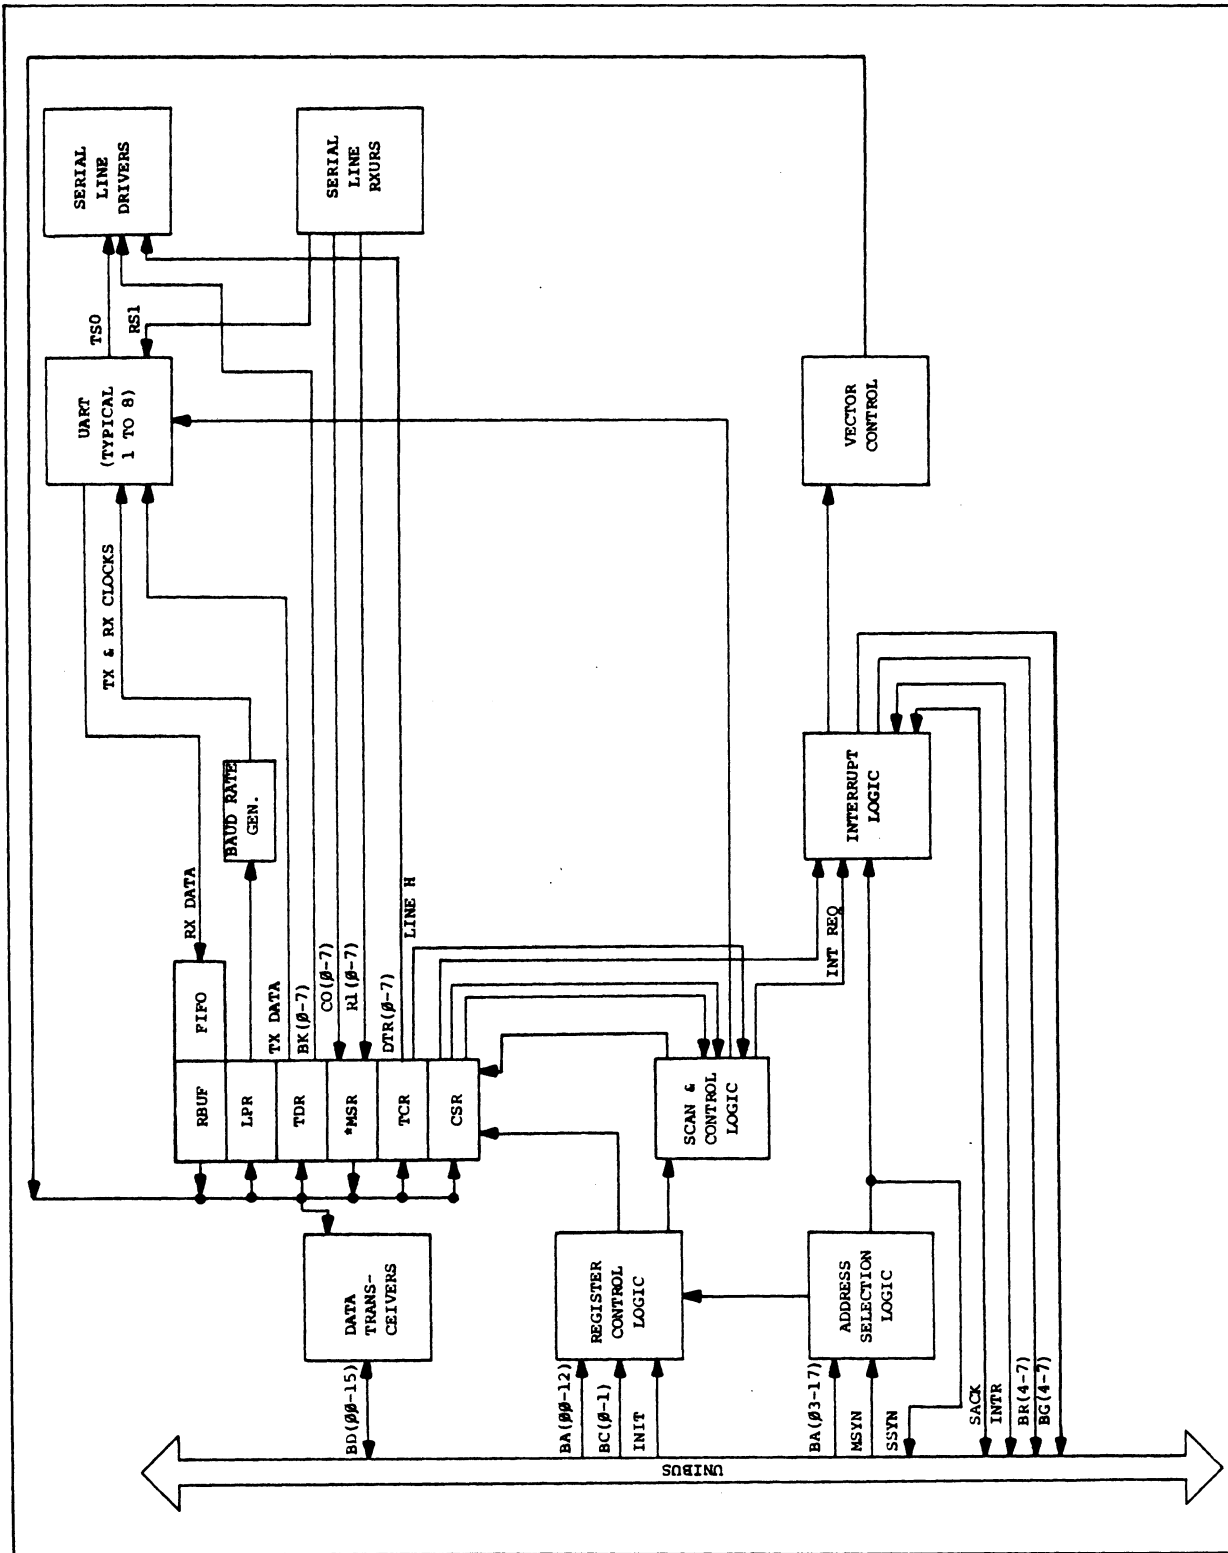 SERIAL
LINE
DRIVERS
SERIAL
LINE
RXURS
TSO
RS1
UART
(TYPICAL
1 TO 8)
VECTOR
CONTROL
TX & RX CLOCKS
BAUD RATE
GEN.
INTERRUPT
LOGIC
RX DATA
LINE H
INT REQ
FIFO
TX DATA
BK(Ø-7)
CO(Ø-7)
R1(Ø-7)
DTR(Ø-7)
RBUF
LPR
TDR
*MSR
TCR
CSR
SCAN &
CONTROL
LOGIC
DATA
TRANS-
CEIVERS
REGISTER
CONTROL
LOGIC
ADDRESS
SELECTION
LOGIC
BD(ØØ-15)
BA(ØØ-12)
BC(Ø-1)
INIT
BA(Ø3-17)
MSYN
SSYN
SACK
INTR
BR(4-7)
BG(4-7)
UNIBUS